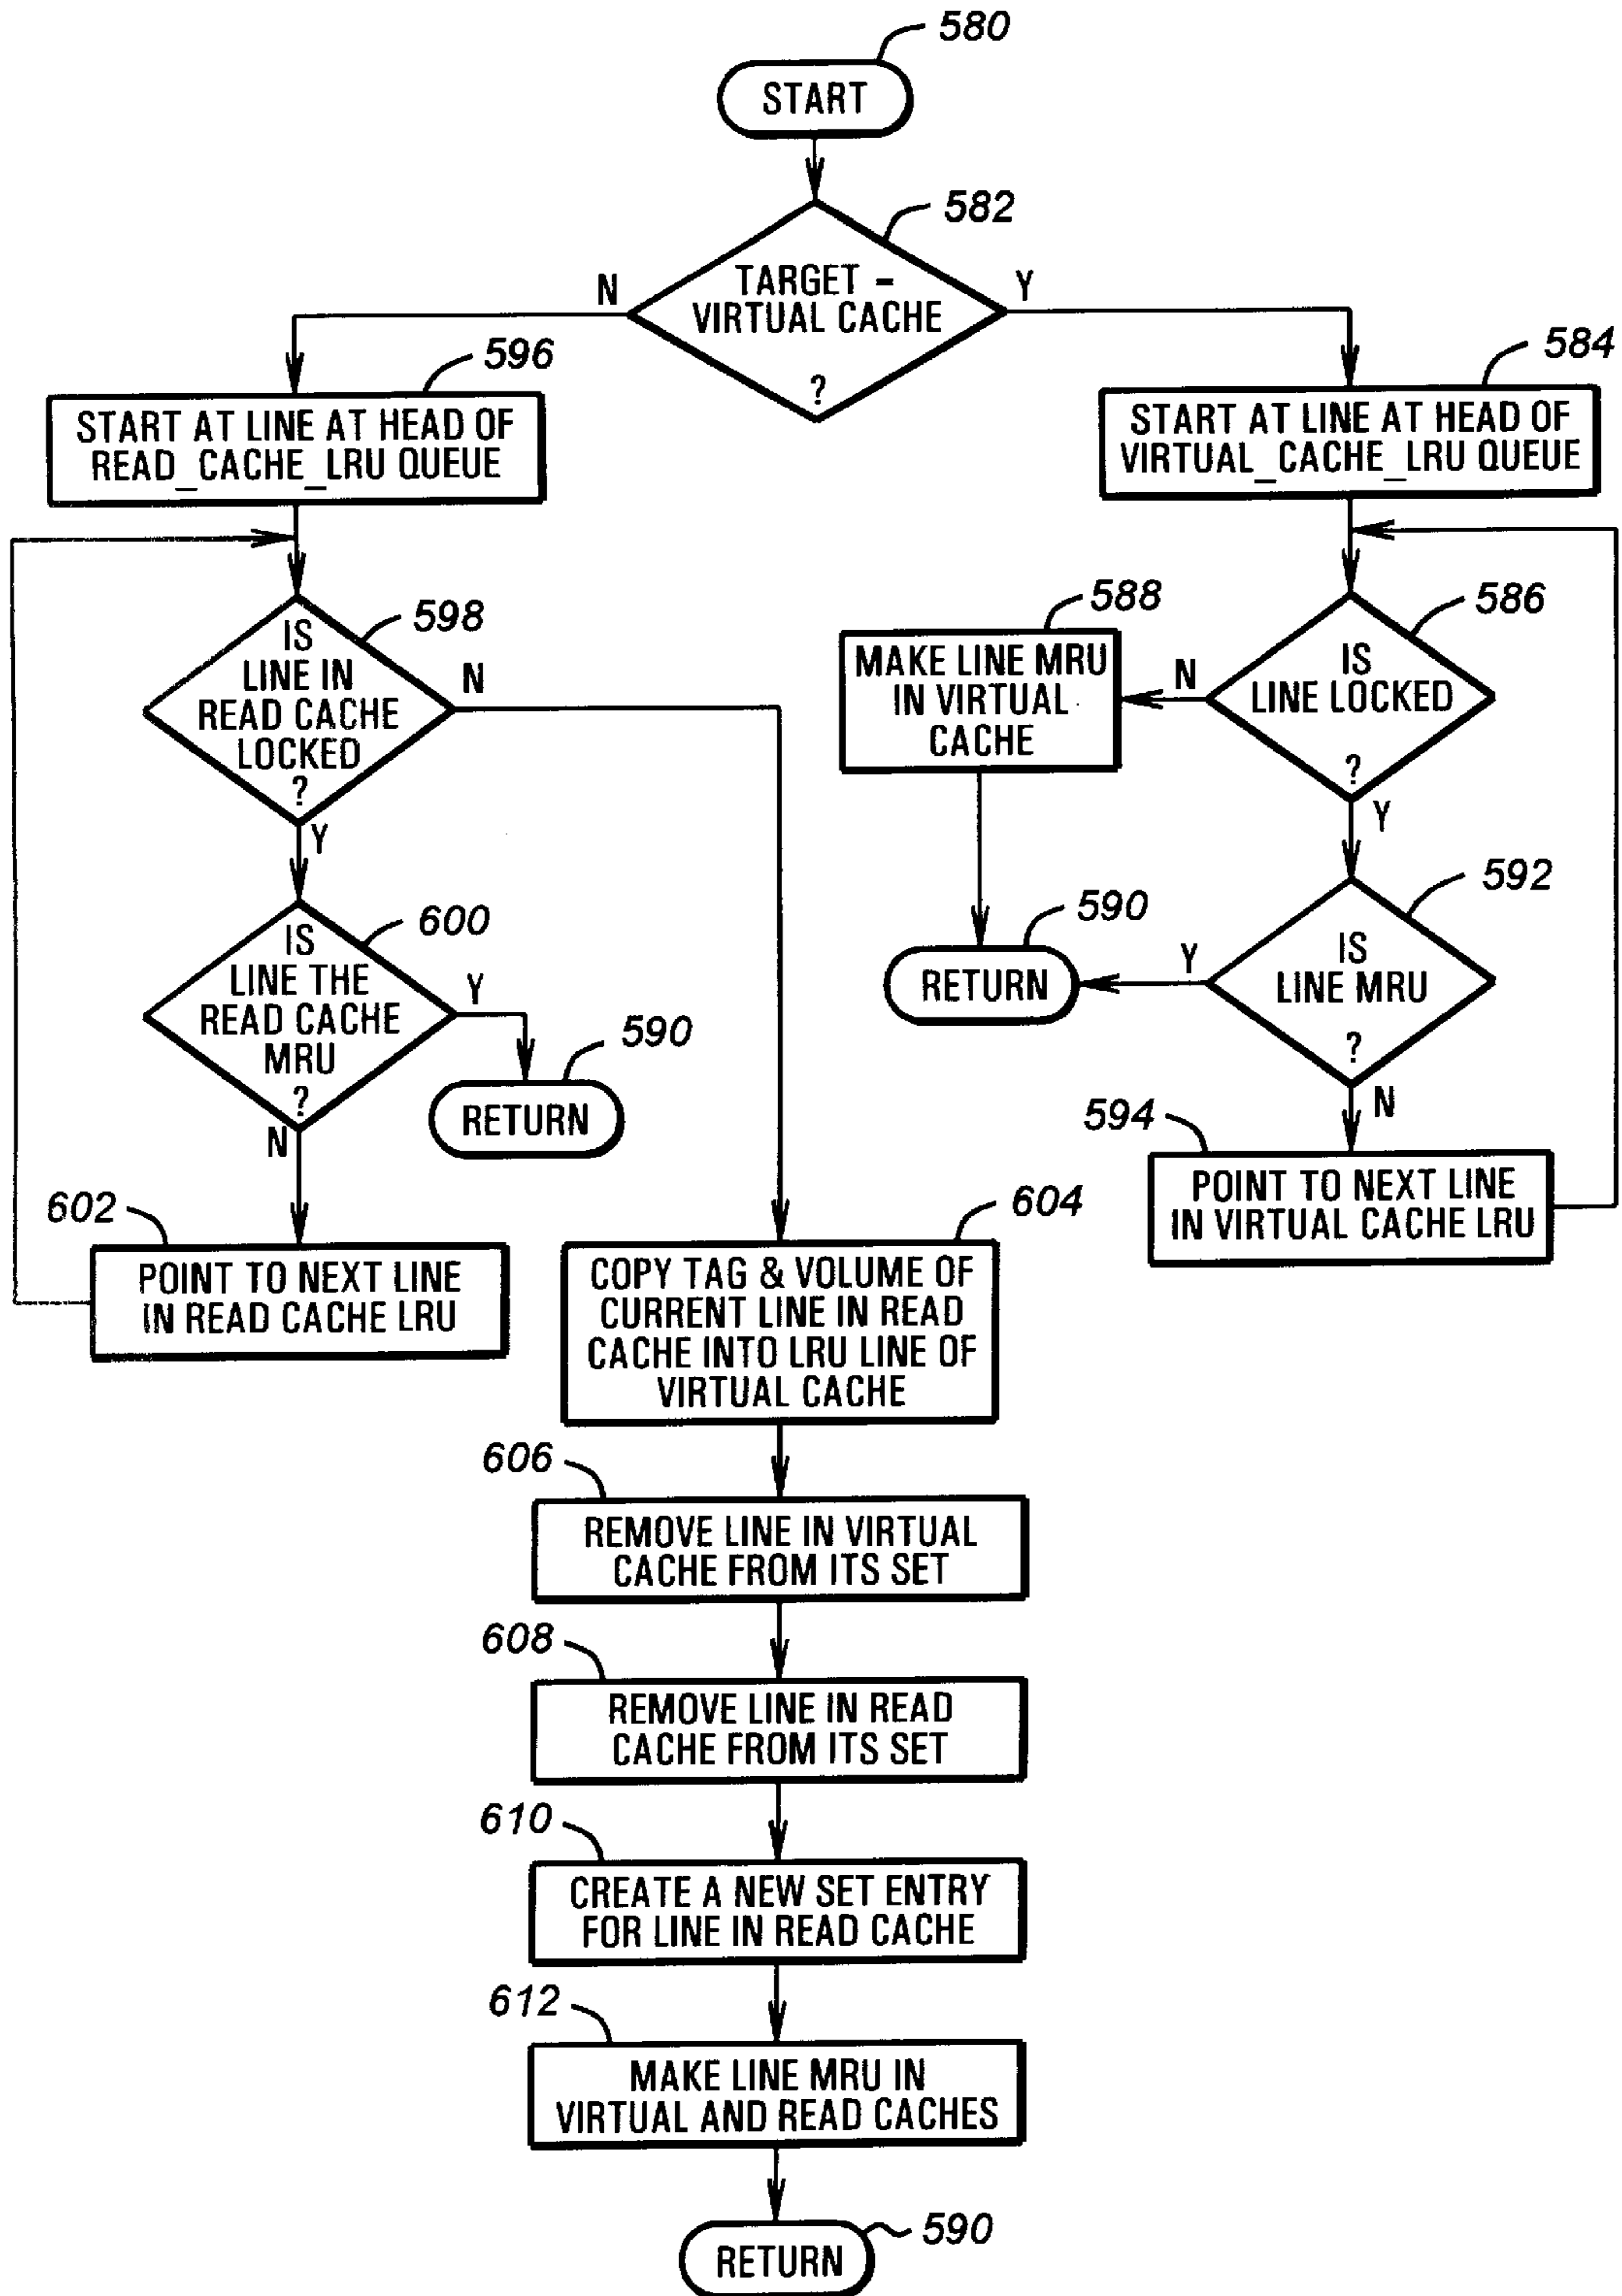 580
START
582
TARGET =
VIRTUAL CACHE
?
N
Y
596
START AT LINE AT HEAD OF
READ_CACHE_LRU QUEUE
584
START AT LINE AT HEAD OF
VIRTUAL_CACHE_LRU QUEUE
598
IS
LINE IN
READ CACHE
LOCKED
?
N
Y
588
MAKE LINE MRU
IN VIRTUAL
CACHE
586
IS
LINE LOCKED
?
N
Y
600
IS
LINE THE
READ CACHE
MRU
?
Y
N
590
RETURN
590
RETURN
592
IS
LINE MRU
?
Y
N
594
POINT TO NEXT LINE
IN VIRTUAL CACHE LRU
602
POINT TO NEXT LINE
IN READ CACHE LRU
604
COPY TAG & VOLUME OF
CURRENT LINE IN READ
CACHE INTO LRU LINE OF
VIRTUAL CACHE
606
REMOVE LINE IN VIRTUAL
CACHE FROM ITS SET
608
REMOVE LINE IN READ
CACHE FROM ITS SET
610
CREATE A NEW SET ENTRY
FOR LINE IN READ CACHE
612
MAKE LINE MRU IN
VIRTUAL AND READ CACHES
590
RETURN